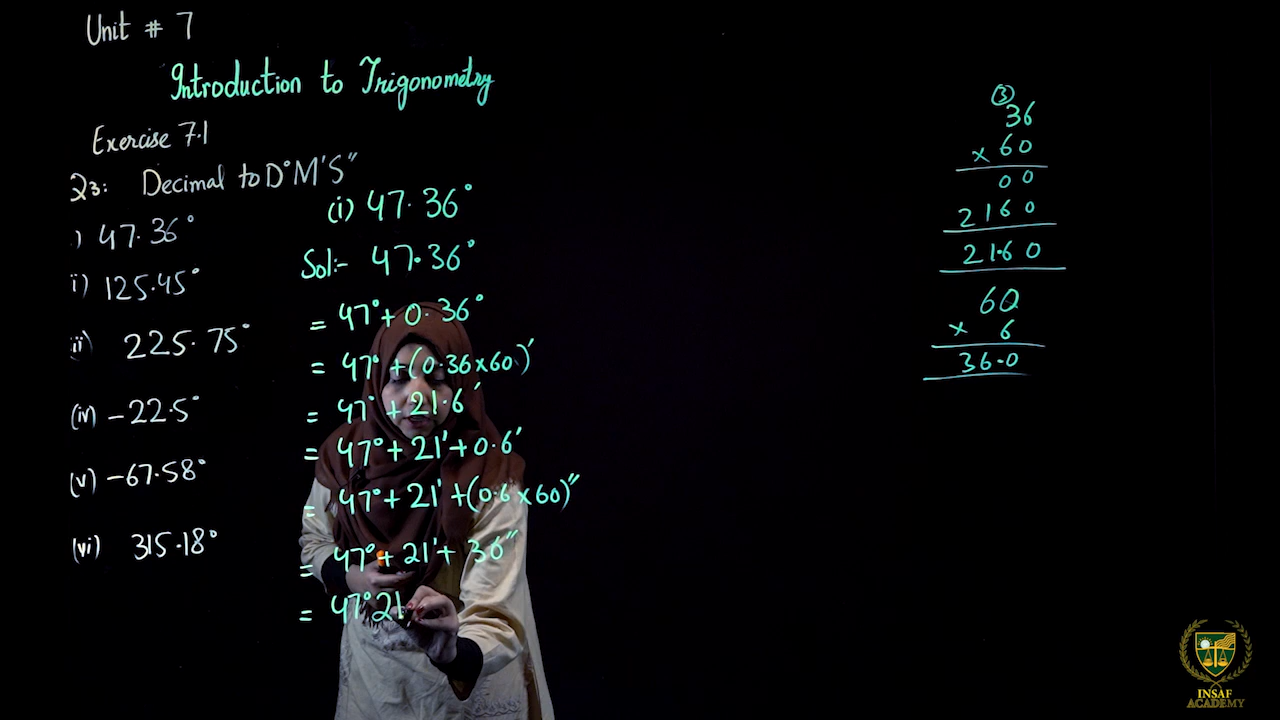 Unit # 7
Introduction to Trigonometry
Exercise 7.1
Q3: Decimal to D°M'S"
) 47.36°
ii) 125.45°
iii) 225.75°
(iv) -22.5°
(v) -67.58°
(vi) 315.18°
(i) 47.36°
Sol:- 47.36°
= 47° + 0.36°
= 47° + (0.36×60)'
= 47° + 21.6'
= 47° + 21' + 0.6'
= 47° + 21' + (0.6×60)"
= 47° + 21' + 36"
= 47°21
③
36
× 60
00
2160
21.60
60
× 6
36.0
INSAF
ACADEMY